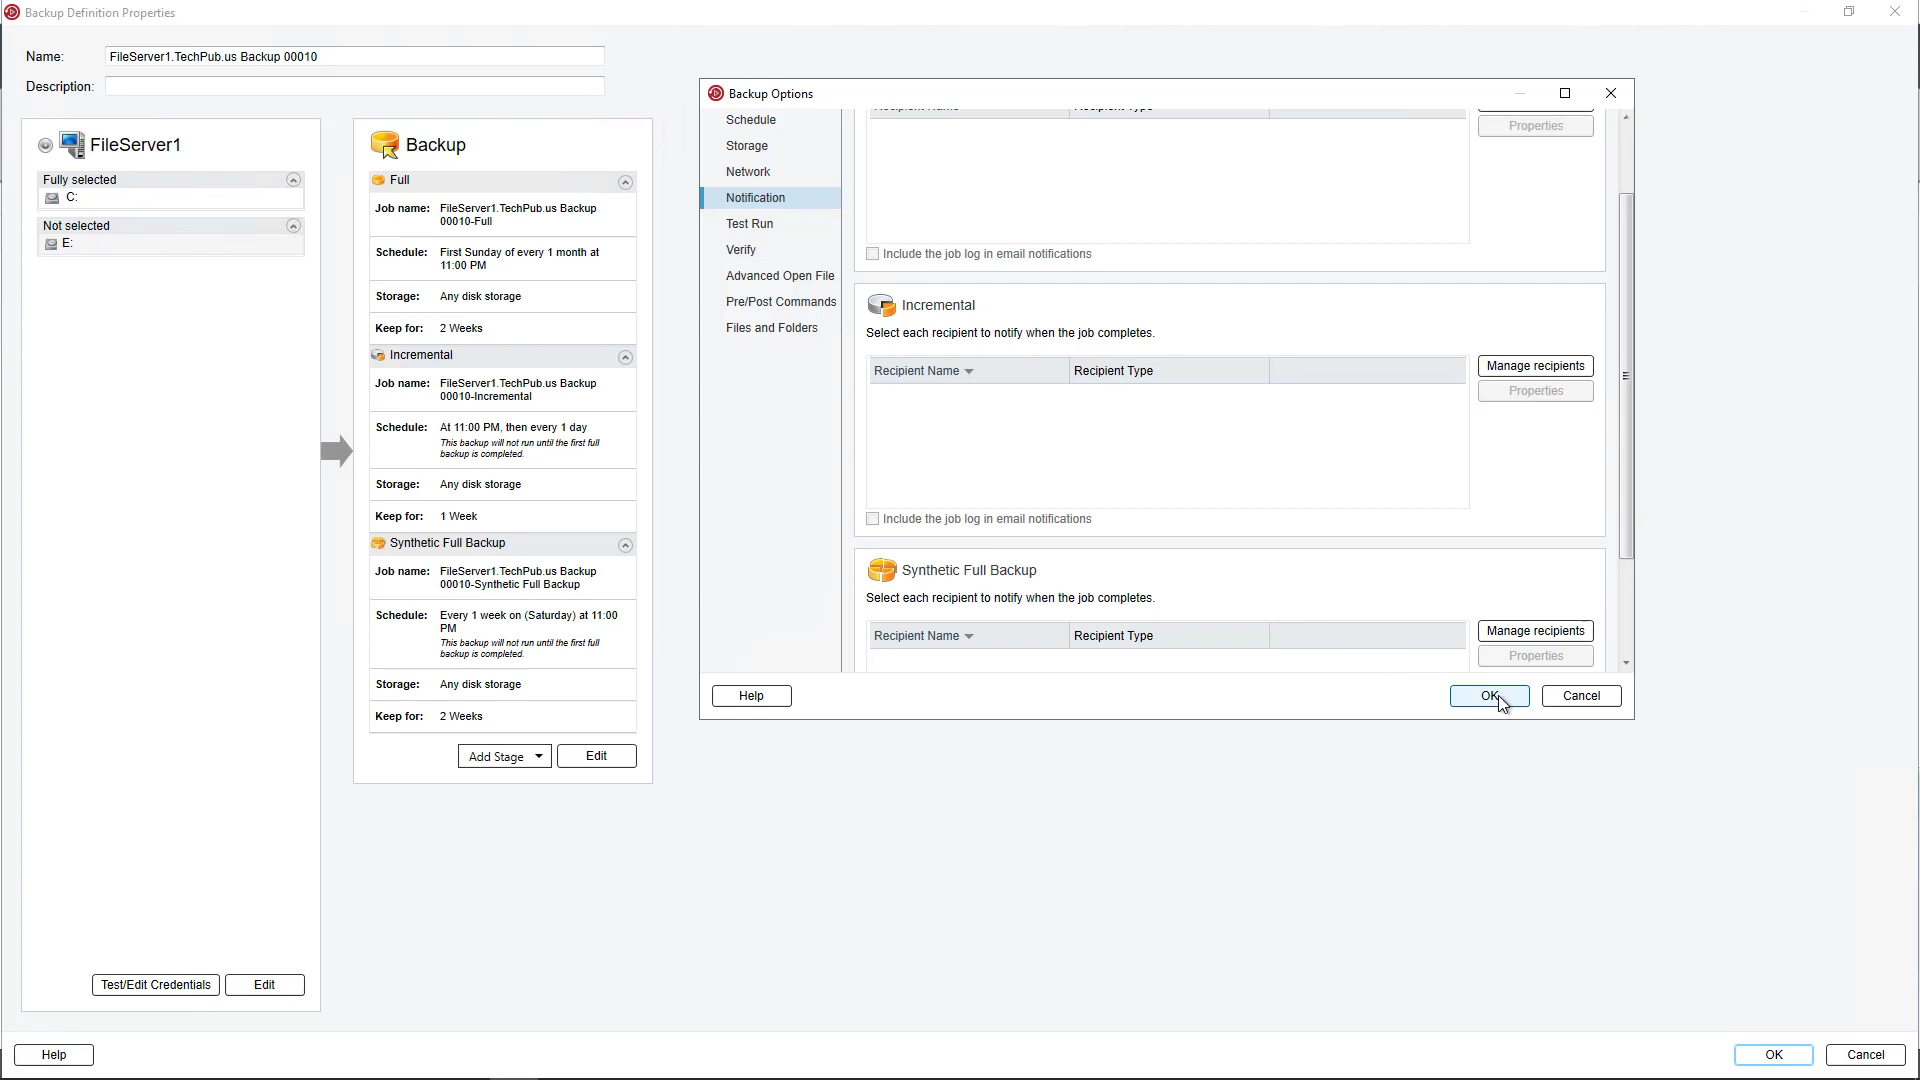 Backup Definition Properties
Name:
FileServer1.TechPub.us Backup 00010
Description:
FileServer1
Fully selected
C:
Not selected
E:
Test/Edit Credentials
Edit
Backup
Full
Job name: FileServer1.TechPub.us Backup
00010-Full
Schedule: First Sunday of every 1 month at
11:00 PM
Storage: Any disk storage
Keep for: 2 Weeks
Incremental
Job name: FileServer1.TechPub.us Backup
00010-Incremental
Schedule: At 11:00 PM, then every 1 day
This backup will not run until the first full
backup is completed.
Storage: Any disk storage
Keep for: 1 Week
Synthetic Full Backup
Job name: FileServer1.TechPub.us Backup
00010-Synthetic Full Backup
Schedule: Every 1 week on (Saturday) at 11:00
PM
This backup will not run until the first full
backup is completed.
Storage: Any disk storage
Keep for: 2 Weeks
Add Stage
Edit
Backup Options
Schedule
Storage
Network
Notification
Test Run
Verify
Advanced Open File
Pre/Post Commands
Files and Folders
Recipient Name Recipient Type
Properties
Include the job log in email notifications
Incremental
Select each recipient to notify when the job completes.
Recipient Name Recipient Type
Manage recipients
Properties
Include the job log in email notifications
Synthetic Full Backup
Select each recipient to notify when the job completes.
Recipient Name Recipient Type
Manage recipients
Properties
Help
OK
Cancel
Help
OK
Cancel